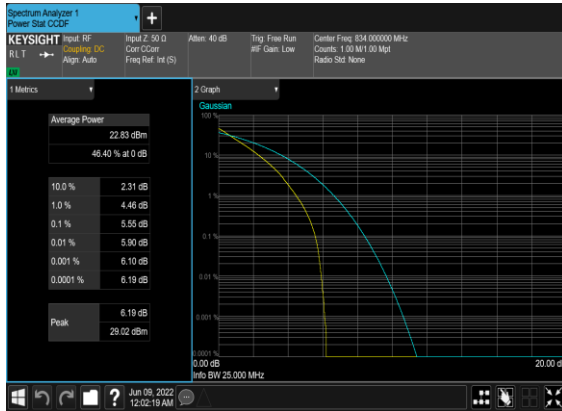 Spectrum Analyzer 1
Power Stat CCDF
+
KEYSIGHT
RLT
Input: RF
Coupling: DC
Align: Auto
Input Z: 50 Ω
Corr CCorr
Freq Ref: Int (S)
Atten: 40 dB
Trig: Free Run
#IF Gain: Low
Center Freq: 834.000000 MHz
Counts: 1.00 M/1.00 Mpt
Radio Std: None
1 Metrics
Average Power
22.83 dBm
46.40 % at 0 dB
10.0 % 2.31 dB
1.0 % 4.46 dB
0.1 % 5.55 dB
0.01 % 5.90 dB
0.001 % 6.10 dB
0.0001 % 6.19 dB
Peak
6.19 dB
29.02 dBm
2 Graph
Gaussian
100 %
10 %
1 %
0.1 %
0.01 %
0.001 %
0.0001 %
0.00 dB
20.00 d
Info BW 25.000 MHz
?
Jun 09, 2022
12:02:19 AM